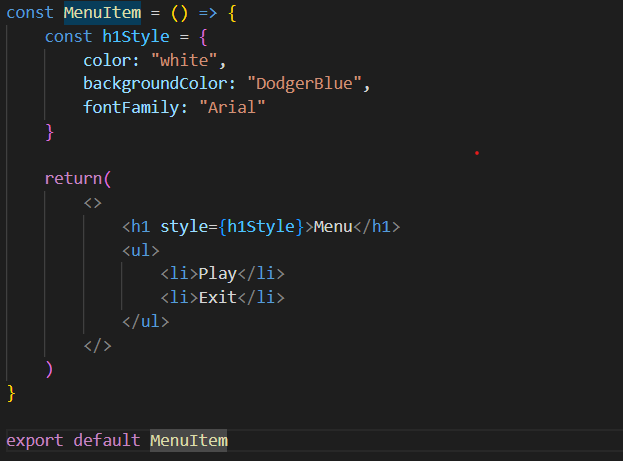 const MenuItem = () => {
    const h1Style = {
        color: "white",
        backgroundColor: "DodgerBlue",
        fontFamily: "Arial"
    }
    return(
        <>
            <h1 style={h1Style}>Menu</h1>
            <ul>
                <li>Play</li>
                <li>Exit</li>
            </ul>
        </>
    )
}
export default MenuItem